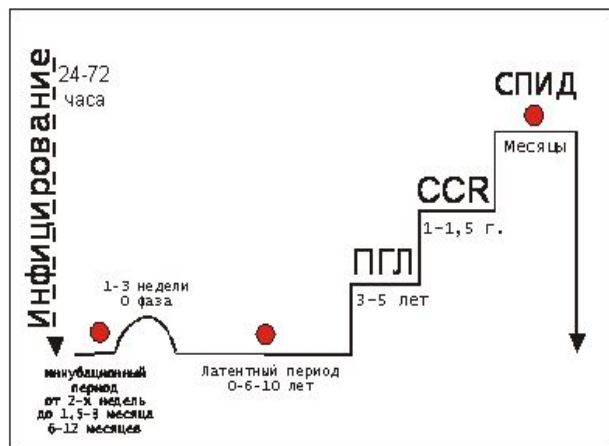 Инфицирование
24-72
часа
СПИД
Месяцы
CCR
1-1,5 г.
ПГЛ
3-5 лет
1-3 недели
0 фаза
инкубационный
период
от 2-х недель
до 1,5-3 месяца
6-12 месяцев
Латентный период
0-6-10 лет